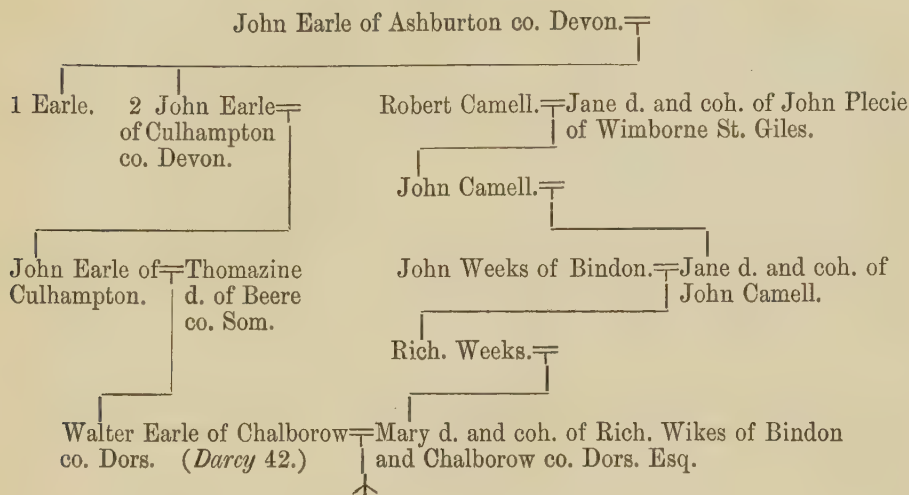 John Earle of Ashburton co. Devon.
1 Earle. 2 John Earle
of Culhampton
co. Devon.
Robert Camell. Jane d. and coh. of John Plecie
of Wimborne St. Giles.
John Camell.
John Earle of Thomazine
Culhampton. d. of Beere
co. Som.
John Weeks of Bindon. Jane d. and coh. of
John Camell.
Rich. Weeks.
Walter Earle of Chalborow Mary d. and coh. of Rich. Wikes of Bindon
co. Dors. (Darcy 42.) and Chalborow co. Dors. Esq.